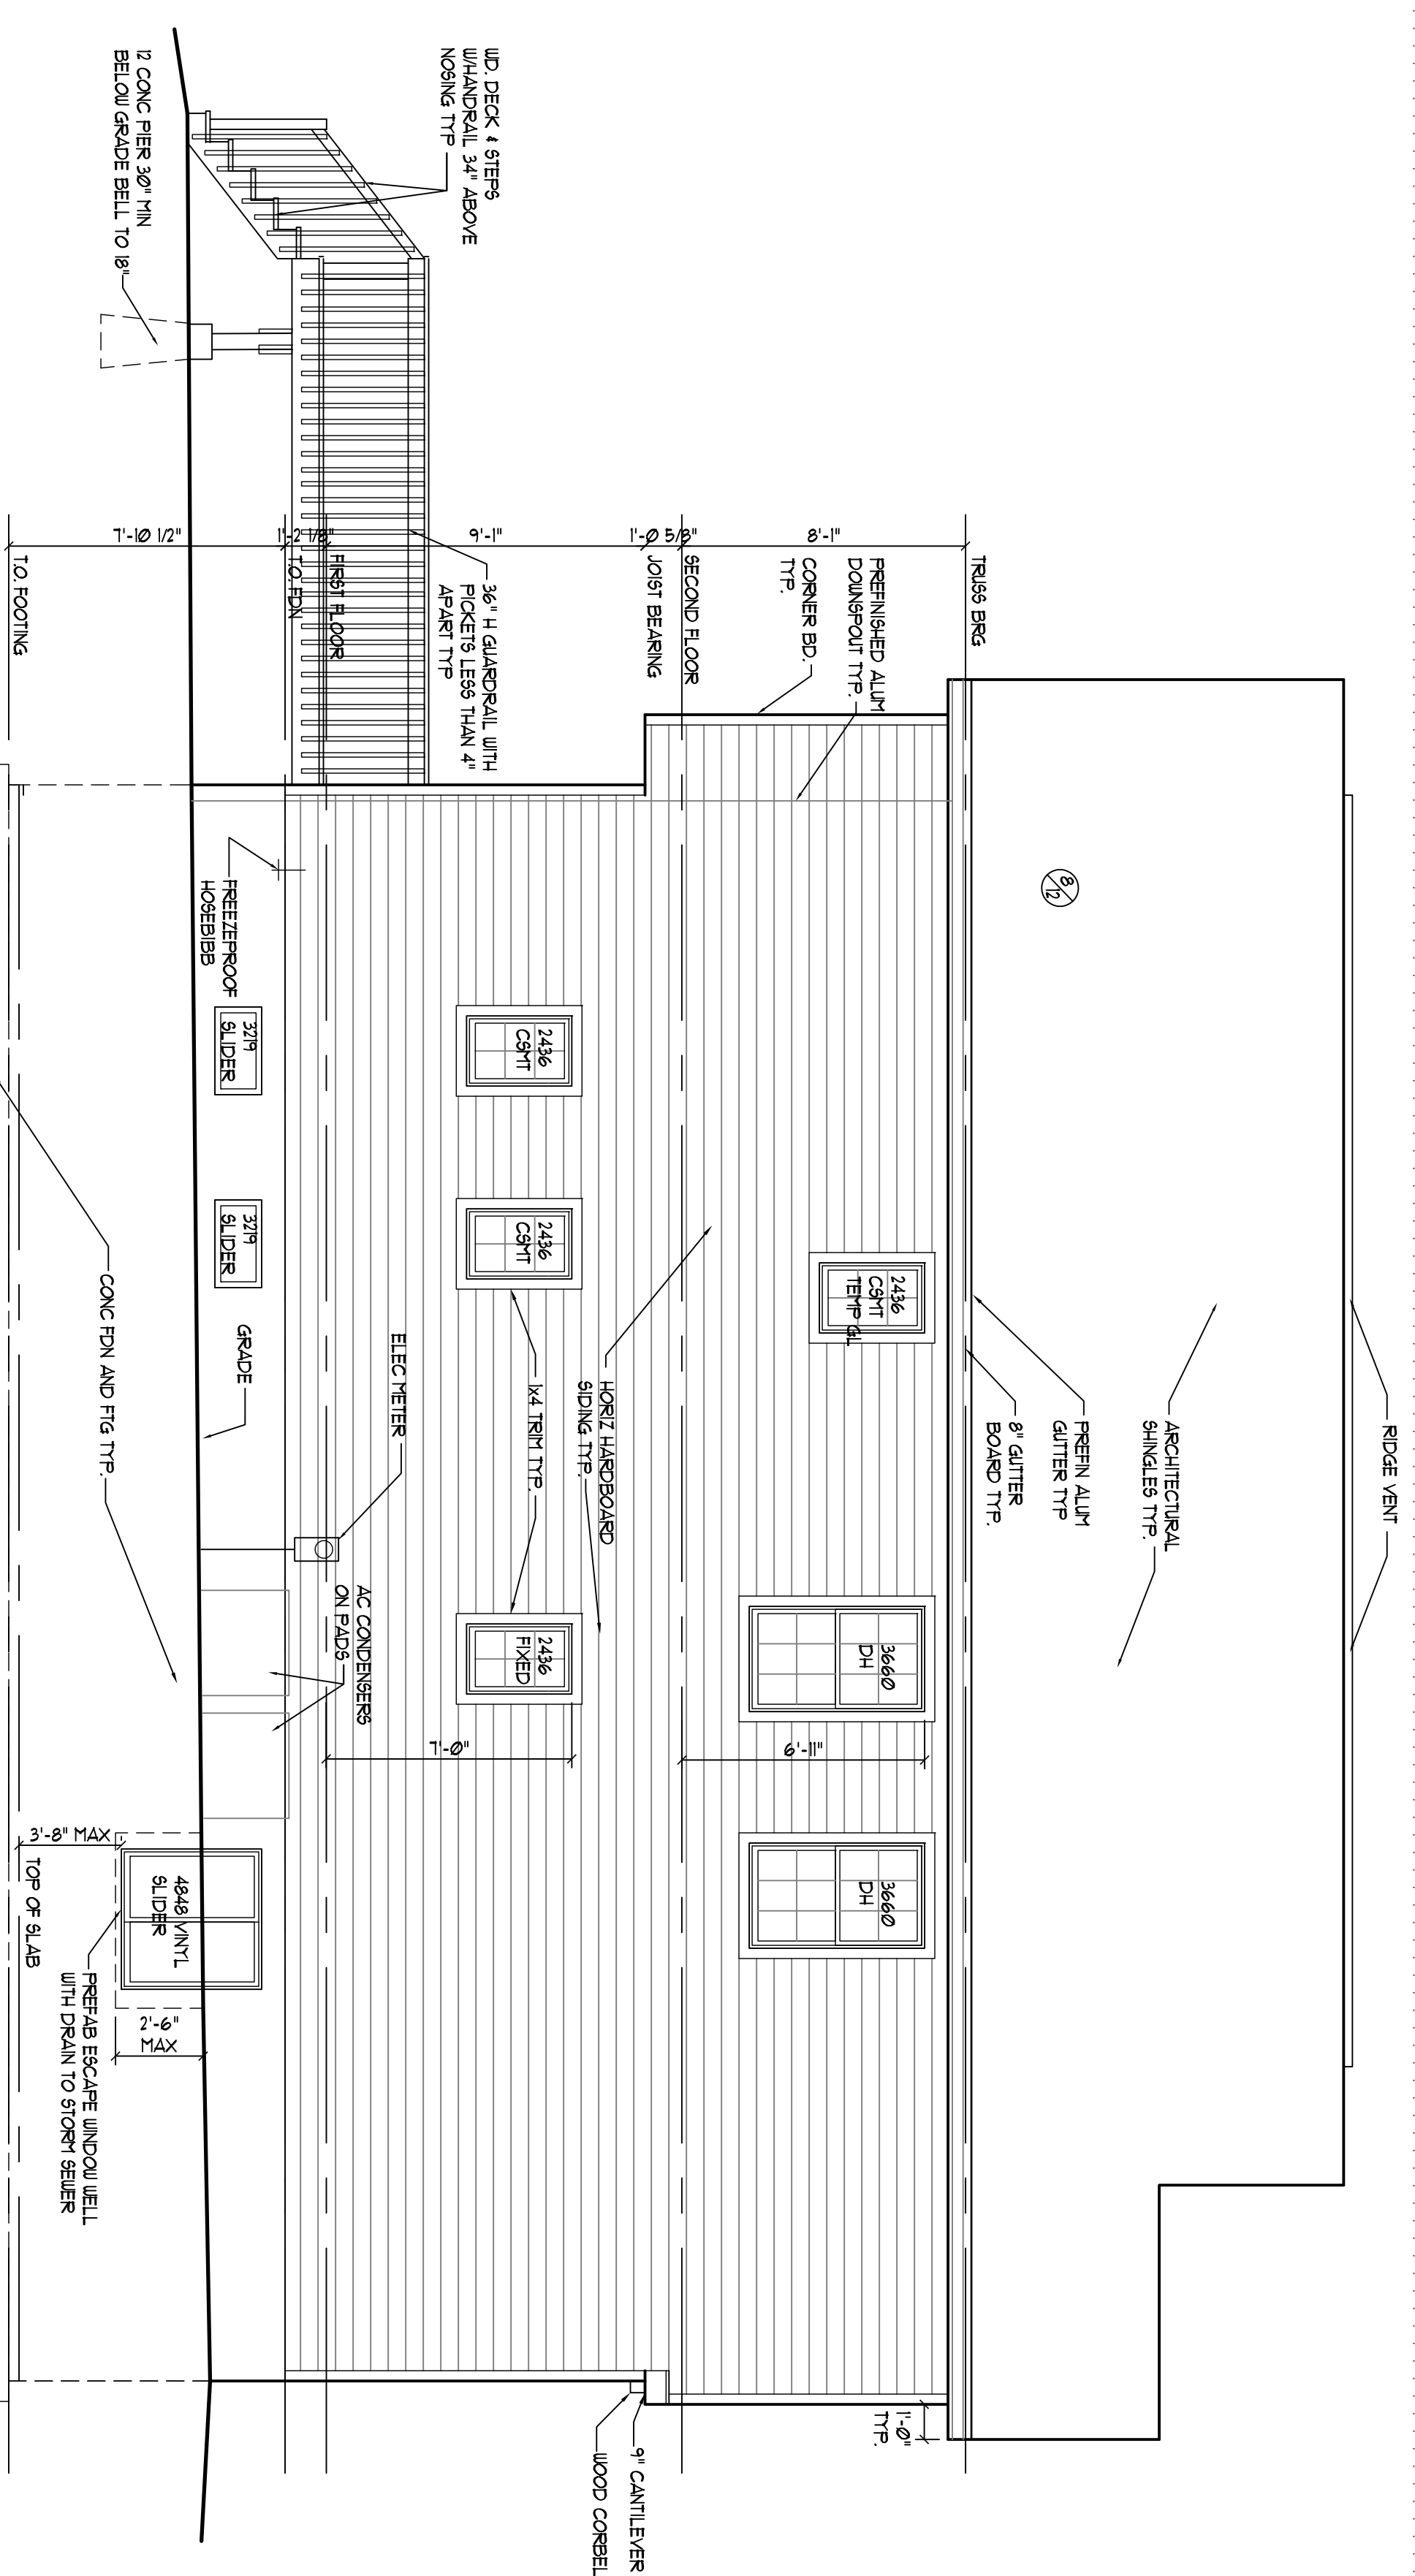 RIDGE VENT
ARCHITECTURAL
SHINGLES TYP.
PREFIN ALUM
GUTTER TYP
8" GUTTER
BOARD TYP.
8
12
TRUSS BRG
8'-1"
PREFINISHED ALUM
DOWNSPOUT TYP.
CORNER BD.
TYP.
SECOND FLOOR
1'-0 5/8"
JOIST BEARING
2436
CSMT
TEMP GL
3660
DH
3660
DH
6'-11"
1'-0"
TYP.
9" CANTILEVER
WOOD CORBEL
HORIZ HARDBOARD
SIDING TYP.
1x4 TRIM TYP.
2436
CSMT
2436
CSMT
2436
FIXED
7'-0"
9'-1"
WD. DECK & STEPS
W/HANDRAIL 34" ABOVE
NOSING TYP
36" H GUARDRAIL WITH
PICKETS LESS THAN 4"
APART TYP
FIRST FLOOR
1'-2 1/8"
T.O. FDN
ELEC METER
AC CONDENSERS
ON PADS
FREEZEPROOF
HOSEBIBB
3219
SLIDER
3219
SLIDER
GRADE
12 CONC PIER 30" MIN
BELOW GRADE BELL TO 18"
7'-10 1/2"
CONC FDN AND FTG TYP.
4848 VINYL
SLIDER
2'-6"
MAX
3'-8" MAX
TOP OF SLAB
PREFAB ESCAPE WINDOW WELL
WITH DRAIN TO STORM SEWER
T.O. FOOTING